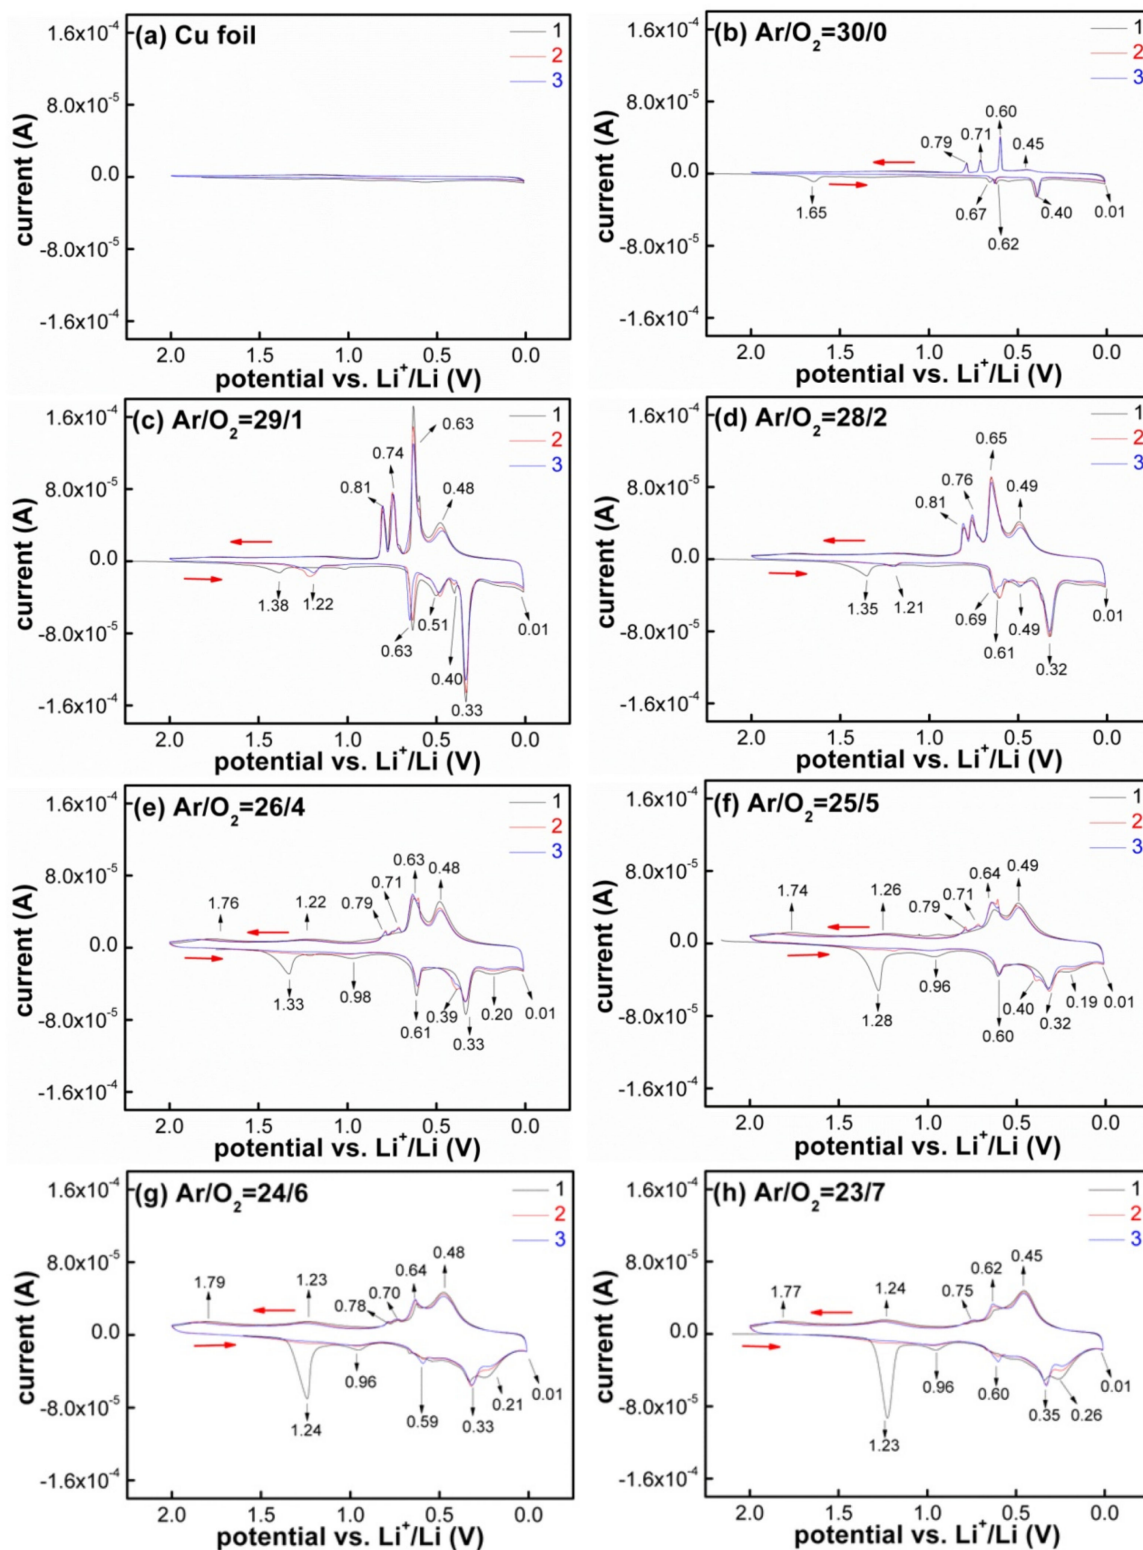 (a) Cu foil
1
2
3
1.6x10⁻⁴
8.0x10⁻⁵
0.0
-8.0x10⁻⁵
-1.6x10⁻⁴
current (A)
2.0 1.5 1.0 0.5 0.0
potential vs. Li⁺/Li (V)
(b) Ar/O₂=30/0
1
2
3
1.6x10⁻⁴
8.0x10⁻⁵
0.0
-8.0x10⁻⁵
-1.6x10⁻⁴
current (A)
0.79 0.71 0.60 0.45
1.65 0.67 0.62 0.40 0.01
2.0 1.5 1.0 0.5 0.0
potential vs. Li⁺/Li (V)
(c) Ar/O₂=29/1
1
2
3
1.6x10⁻⁴
8.0x10⁻⁵
0.0
-8.0x10⁻⁵
-1.6x10⁻⁴
current (A)
0.81 0.74 0.63 0.48
1.38 1.22 0.63 0.51 0.40 0.33 0.01
2.0 1.5 1.0 0.5 0.0
potential vs. Li⁺/Li (V)
(d) Ar/O₂=28/2
1
2
3
1.6x10⁻⁴
8.0x10⁻⁵
0.0
-8.0x10⁻⁵
-1.6x10⁻⁴
current (A)
0.81 0.76 0.65 0.49
1.35 1.21 0.69 0.61 0.49 0.32 0.01
2.0 1.5 1.0 0.5 0.0
potential vs. Li⁺/Li (V)
(e) Ar/O₂=26/4
1
2
3
1.6x10⁻⁴
8.0x10⁻⁵
0.0
-8.0x10⁻⁵
-1.6x10⁻⁴
current (A)
1.76 1.22 0.79 0.71 0.63 0.48
1.33 0.98 0.61 0.39 0.33 0.20 0.01
2.0 1.5 1.0 0.5 0.0
potential vs. Li⁺/Li (V)
(f) Ar/O₂=25/5
1
2
3
1.6x10⁻⁴
8.0x10⁻⁵
0.0
-8.0x10⁻⁵
-1.6x10⁻⁴
current (A)
1.74 1.26 0.79 0.71 0.64 0.49
1.28 0.96 0.60 0.40 0.32 0.19 0.01
2.0 1.5 1.0 0.5 0.0
potential vs. Li⁺/Li (V)
(g) Ar/O₂=24/6
1
2
3
1.6x10⁻⁴
8.0x10⁻⁵
0.0
-8.0x10⁻⁵
-1.6x10⁻⁴
current (A)
1.79 1.23 0.78 0.70 0.64 0.48
1.24 0.96 0.59 0.33 0.21 0.01
2.0 1.5 1.0 0.5 0.0
potential vs. Li⁺/Li (V)
(h) Ar/O₂=23/7
1
2
3
1.6x10⁻⁴
8.0x10⁻⁵
0.0
-8.0x10⁻⁵
-1.6x10⁻⁴
current (A)
1.77 1.24 0.75 0.62 0.45
1.23 0.96 0.60 0.35 0.26 0.01
2.0 1.5 1.0 0.5 0.0
potential vs. Li⁺/Li (V)